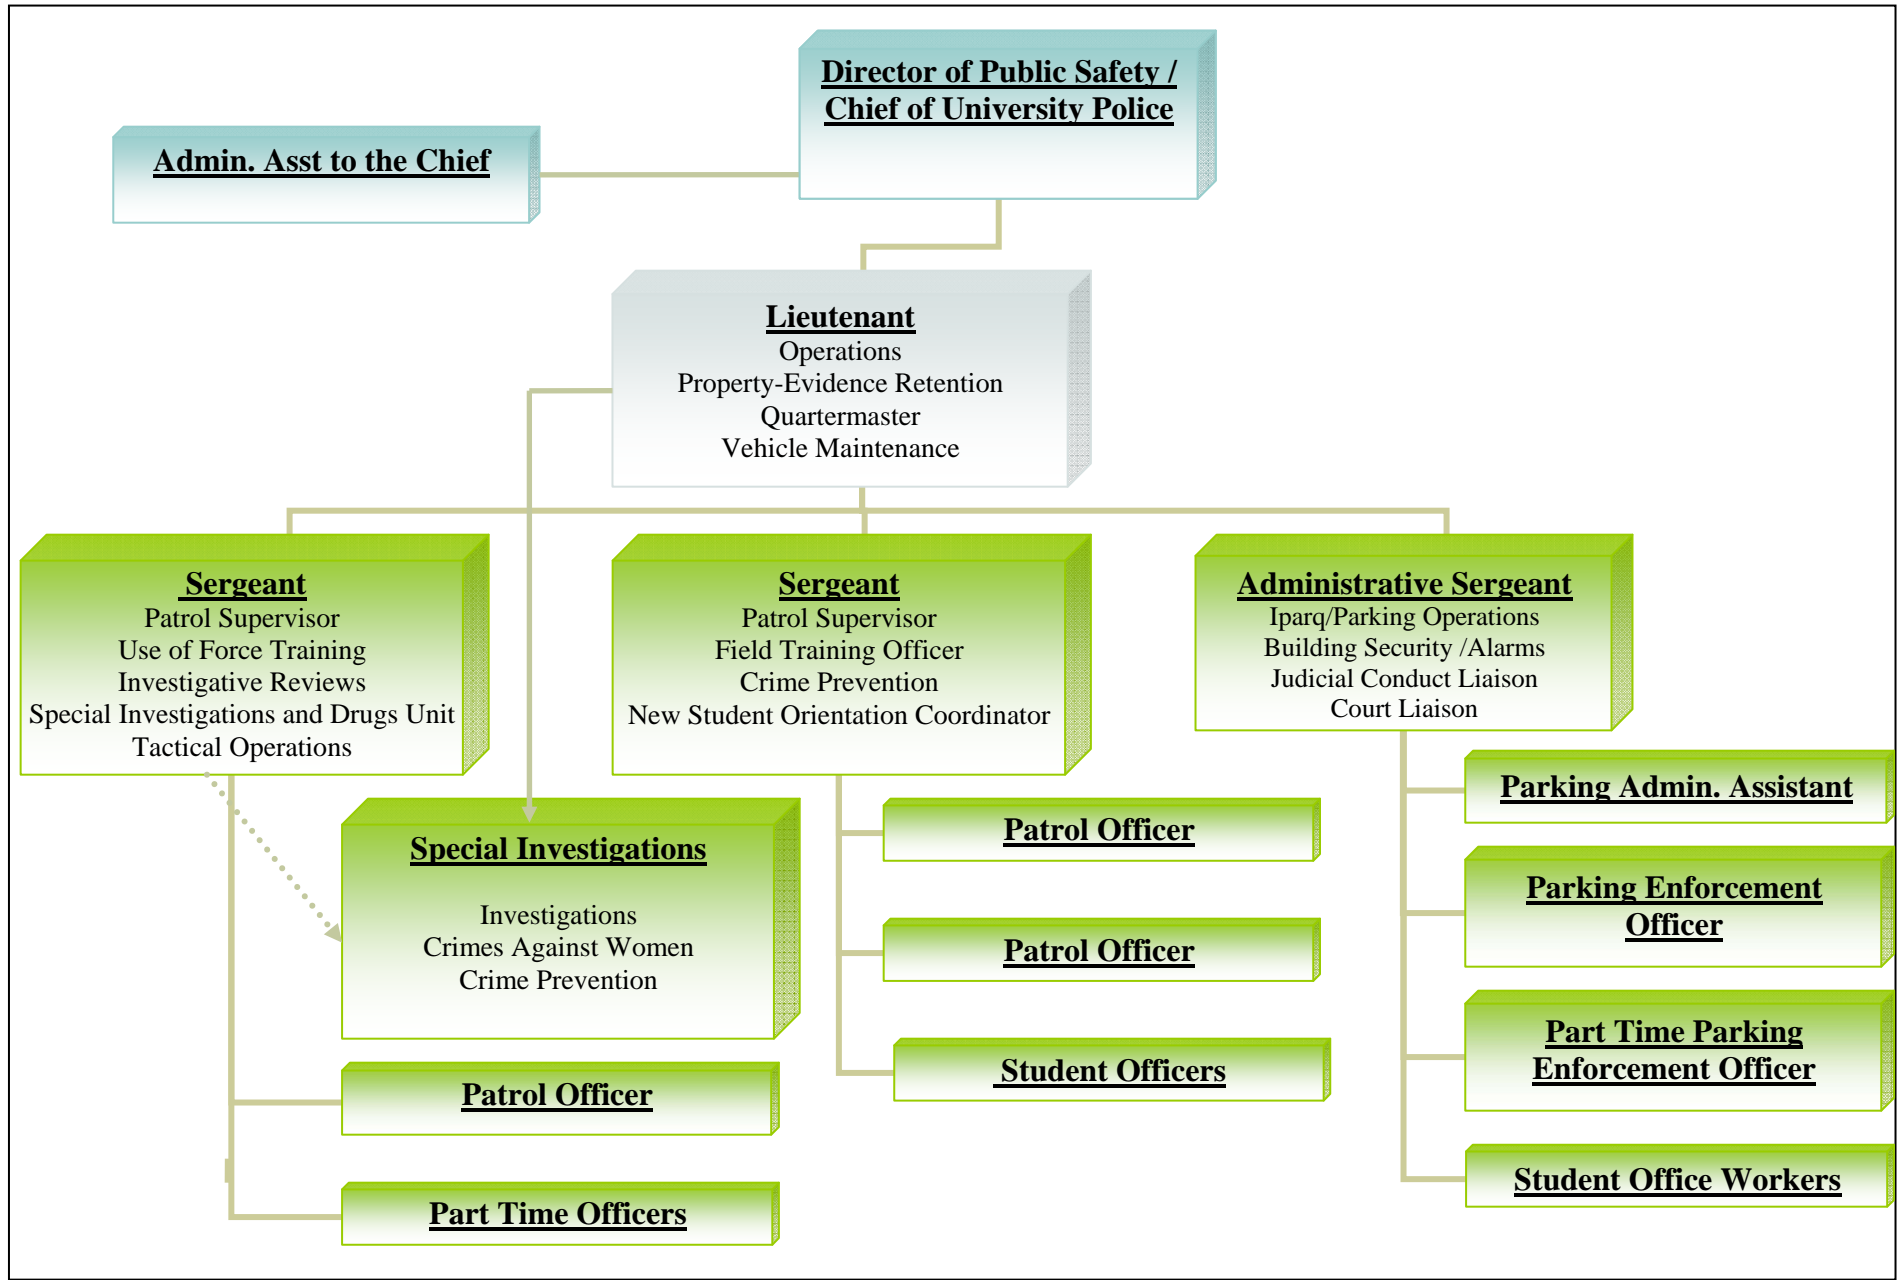 Director of Public Safety /
Chief of University Police
Admin. Asst to the Chief
Lieutenant
Operations
Property-Evidence Retention
Quartermaster
Vehicle Maintenance
Sergeant
Patrol Supervisor
Use of Force Training
Investigative Reviews
Special Investigations and Drugs Unit
Tactical Operations
Sergeant
Patrol Supervisor
Field Training Officer
Crime Prevention
New Student Orientation Coordinator
Administrative Sergeant
Iparq/Parking Operations
Building Security /Alarms
Judicial Conduct Liaison
Court Liaison
Special Investigations
Investigations
Crimes Against Women
Crime Prevention
Patrol Officer
Part Time Officers
Patrol Officer
Patrol Officer
Student Officers
Parking Admin. Assistant
Parking Enforcement
Officer
Part Time Parking
Enforcement Officer
Student Office Workers